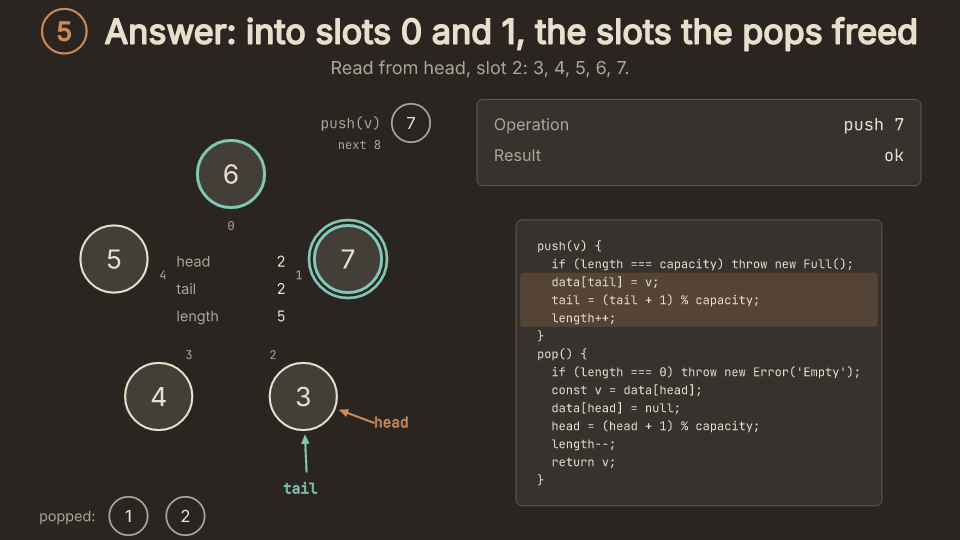 5 Answer: into slots 0 and 1, the slots the pops freed
Read from head, slot 2: 3, 4, 5, 6, 7.
push(v) 7
next 8
6
0
5
4
7
1
head 2
tail 2
length 5
3
2
4
3
head
tail
popped: 1 2
Operation push 7
Result ok
push(v) {
  if (length === capacity) throw new Full();
  data[tail] = v;
  tail = (tail + 1) % capacity;
  length++;
}
pop() {
  if (length === 0) throw new Error('Empty');
  const v = data[head];
  data[head] = null;
  head = (head + 1) % capacity;
  length--;
  return v;
}